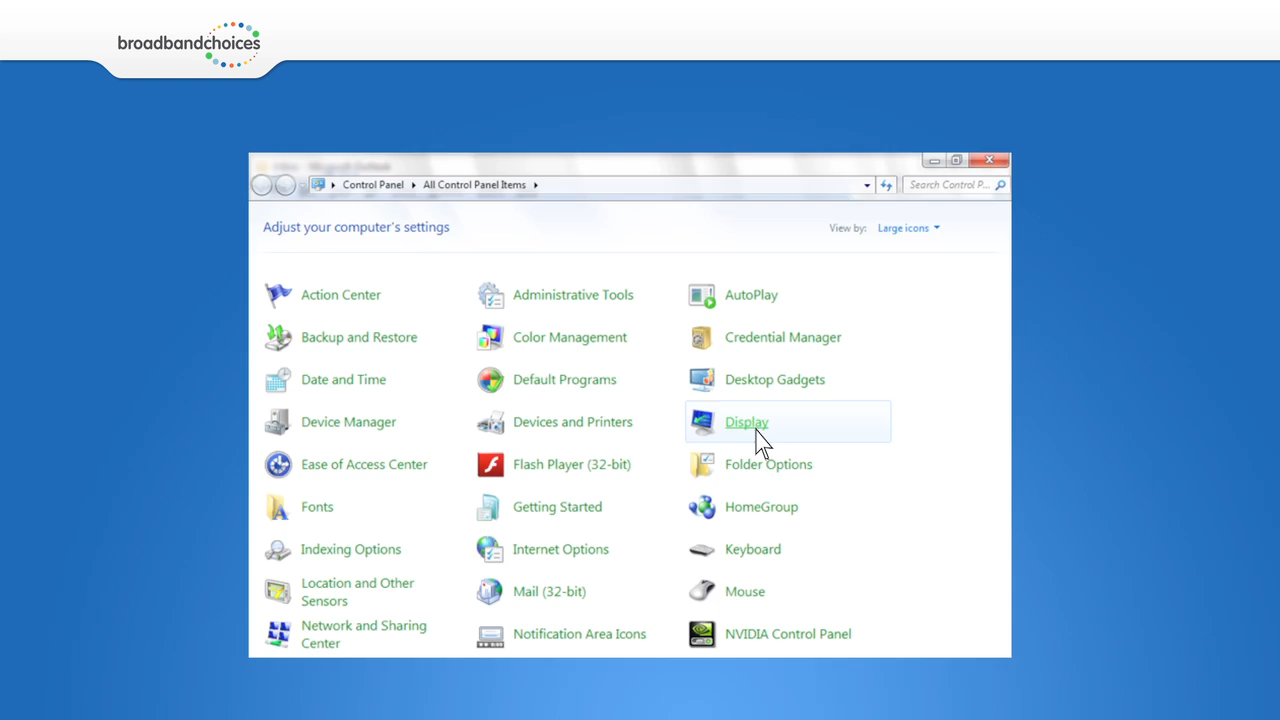 broadbandchoices
Control Panel
All Control Panel Items
Search Control P...
Adjust your computer's settings
View by:
Large icons
Action Center
Administrative Tools
AutoPlay
Backup and Restore
Color Management
Credential Manager
Date and Time
Default Programs
Desktop Gadgets
Device Manager
Devices and Printers
Display
Ease of Access Center
Flash Player (32-bit)
Folder Options
Fonts
Getting Started
HomeGroup
Indexing Options
Internet Options
Keyboard
Location and Other
Sensors
Mail (32-bit)
Mouse
Network and Sharing
Center
Notification Area Icons
NVIDIA Control Panel